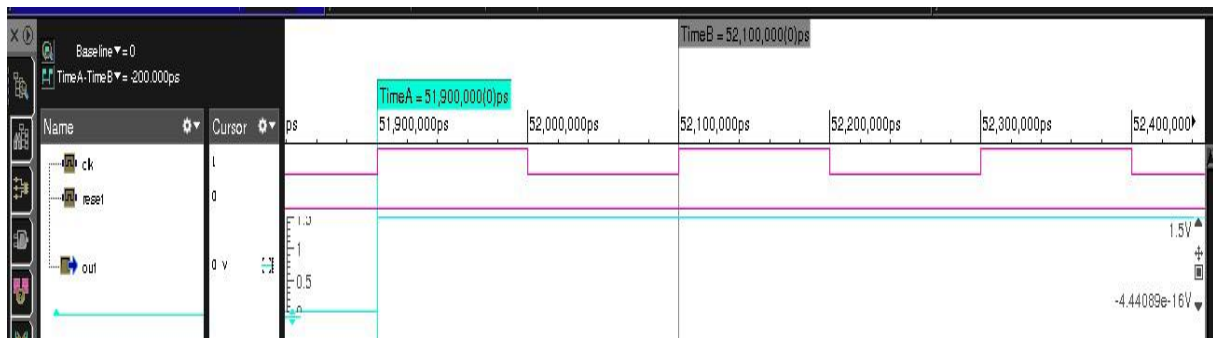 TimeB = 52,100,000(0)ps
Baseline▼= 0
TimeA-TimeB▼= -200.000ps
TimeA = 51,900,000(0)ps
Name Cursor ps 51,900,000ps 52,000,000ps 52,100,000ps 52,200,000ps 52,300,000ps 52,400,000
clk
reset 0
1.5
1.5V
1
out 0 v
0.5
-4.44089e-16V
0